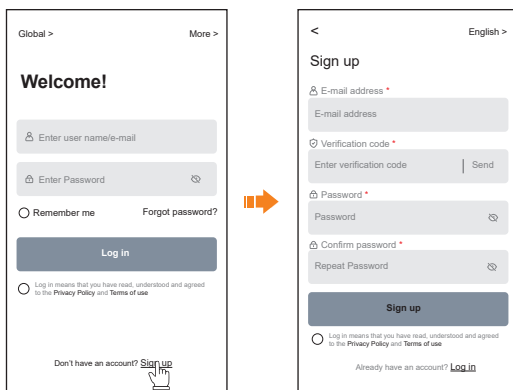 Global >
More >
Welcome!
Enter user name/e-mail
Enter Password
Remember me
Forgot password?
Log in
Log in means that you have read, understood and agreed
to the Privacy Policy and Terms of use
Don't have an account? Sign up
<
English >
Sign up
E-mail address *
E-mail address
Verification code *
Enter verification code
Send
Password *
Password
Confirm password *
Repeat Password
Sign up
Log in means that you have read, understood and agreed
to the Privacy Policy and Terms of use
Already have an account? Log in